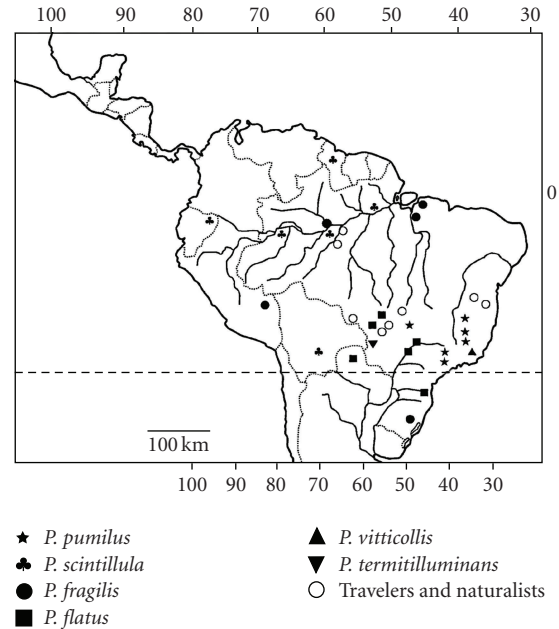 100 90 80 70 60 50 40 30
0
100 km
100 90 80 70 60 50 40 30
P. pumilus
P. scintillula
P. fragilis
P. flatus
P. vitticollis
P. termitilluminans
Travelers and naturalists